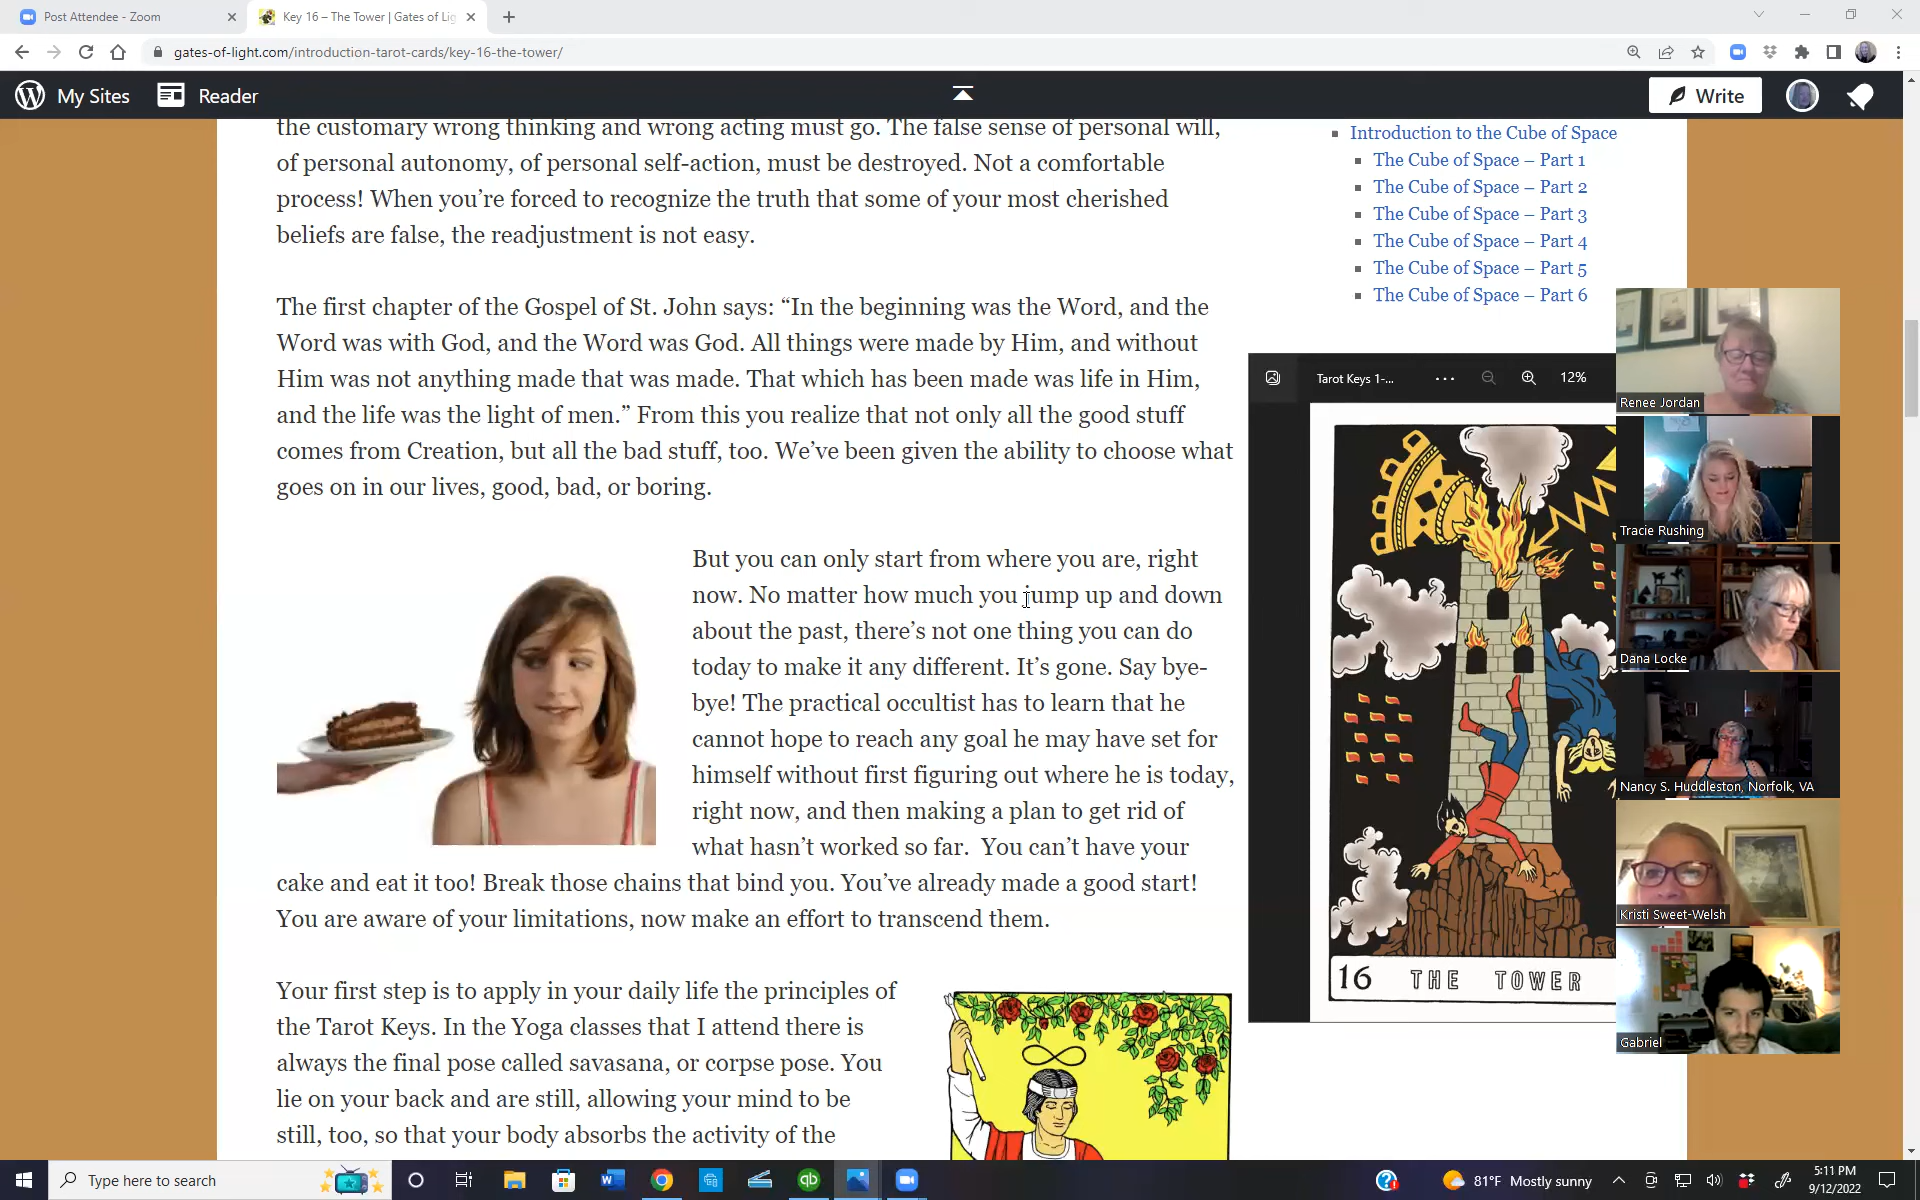 Post Attendee - Zoom
Key 16 – The Tower | Gates of Lig
gates-of-light.com/introduction-tarot-cards/key-16-the-tower/
My Sites
Reader
Write
the customary wrong thinking and wrong acting must go. The false sense of personal will,
of personal autonomy, of personal self-action, must be destroyed. Not a comfortable
process! When you’re forced to recognize the truth that some of your most cherished
beliefs are false, the readjustment is not easy.
The first chapter of the Gospel of St. John says: “In the beginning was the Word, and the
Word was with God, and the Word was God. All things were made by Him, and without
Him was not anything made that was made. That which has been made was life in Him,
and the life was the light of men.” From this you realize that not only all the good stuff
comes from Creation, but all the bad stuff, too. We’ve been given the ability to choose what
goes on in our lives, good, bad, or boring.
But you can only start from where you are, right
now. No matter how much you jump up and down
about the past, there’s not one thing you can do
today to make it any different. It’s gone. Say bye-
bye! The practical occultist has to learn that he
cannot hope to reach any goal he may have set for
himself without first figuring out where he is today,
right now, and then making a plan to get rid of
what hasn’t worked so far.  You can’t have your
cake and eat it too! Break those chains that bind you. You’ve already made a good start!
You are aware of your limitations, now make an effort to transcend them.
Your first step is to apply in your daily life the principles of
the Tarot Keys. In the Yoga classes that I attend there is
always the final pose called savasana, or corpse pose. You
lie on your back and are still, allowing your mind to be
still, too, so that your body absorbs the activity of the
Introduction to the Cube of Space
The Cube of Space – Part 1
The Cube of Space – Part 2
The Cube of Space – Part 3
The Cube of Space – Part 4
The Cube of Space – Part 5
The Cube of Space – Part 6
Tarot Keys 1-...
12%
16 THE TOWER
Renee Jordan
Tracie Rushing
Dana Locke
Nancy S. Huddleston, Norfolk, VA
Kristi Sweet-Welsh
Gabriel
Type here to search
81°F Mostly sunny
5:11 PM
9/12/2022